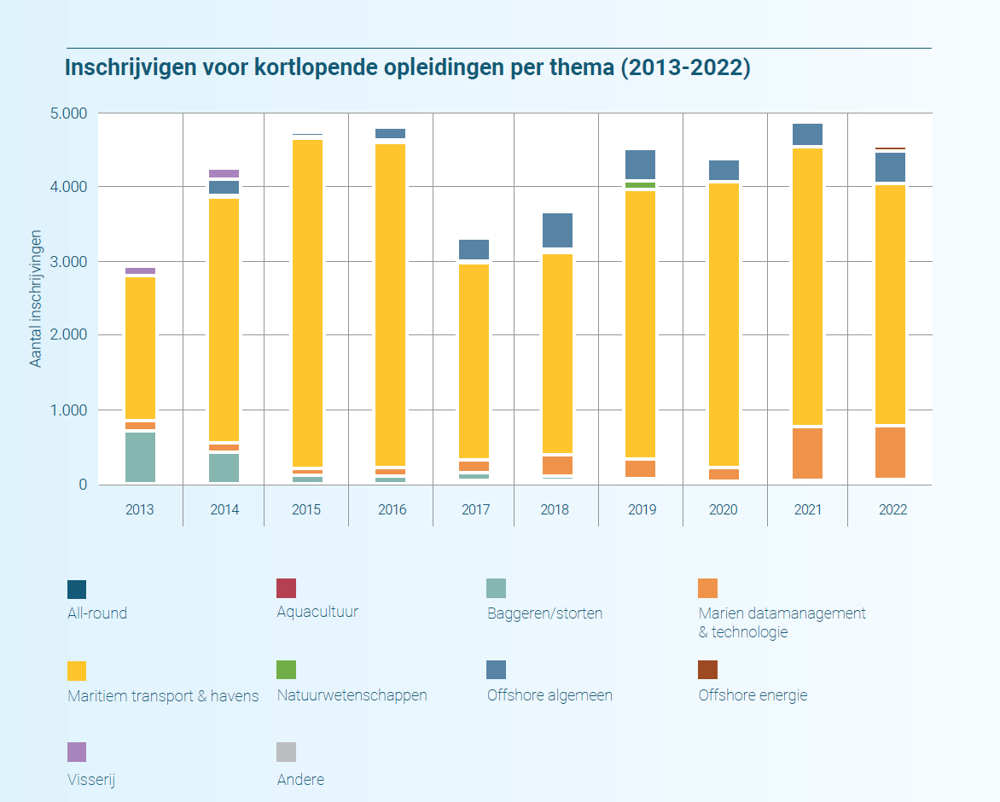 Inschrijvigen voor kortlopende opleidingen per thema (2013-2022)
Aantal inschrijvingen
5.000
4.000
3.000
2.000
1.000
0
2013 2014 2015 2016 2017 2018 2019 2020 2021 2022
All-round
Aquacultuur
Baggeren/storten
Marien datamanagement
& technologie
Maritiem transport & havens
Natuurwetenschappen
Offshore algemeen
Offshore energie
Visserij
Andere